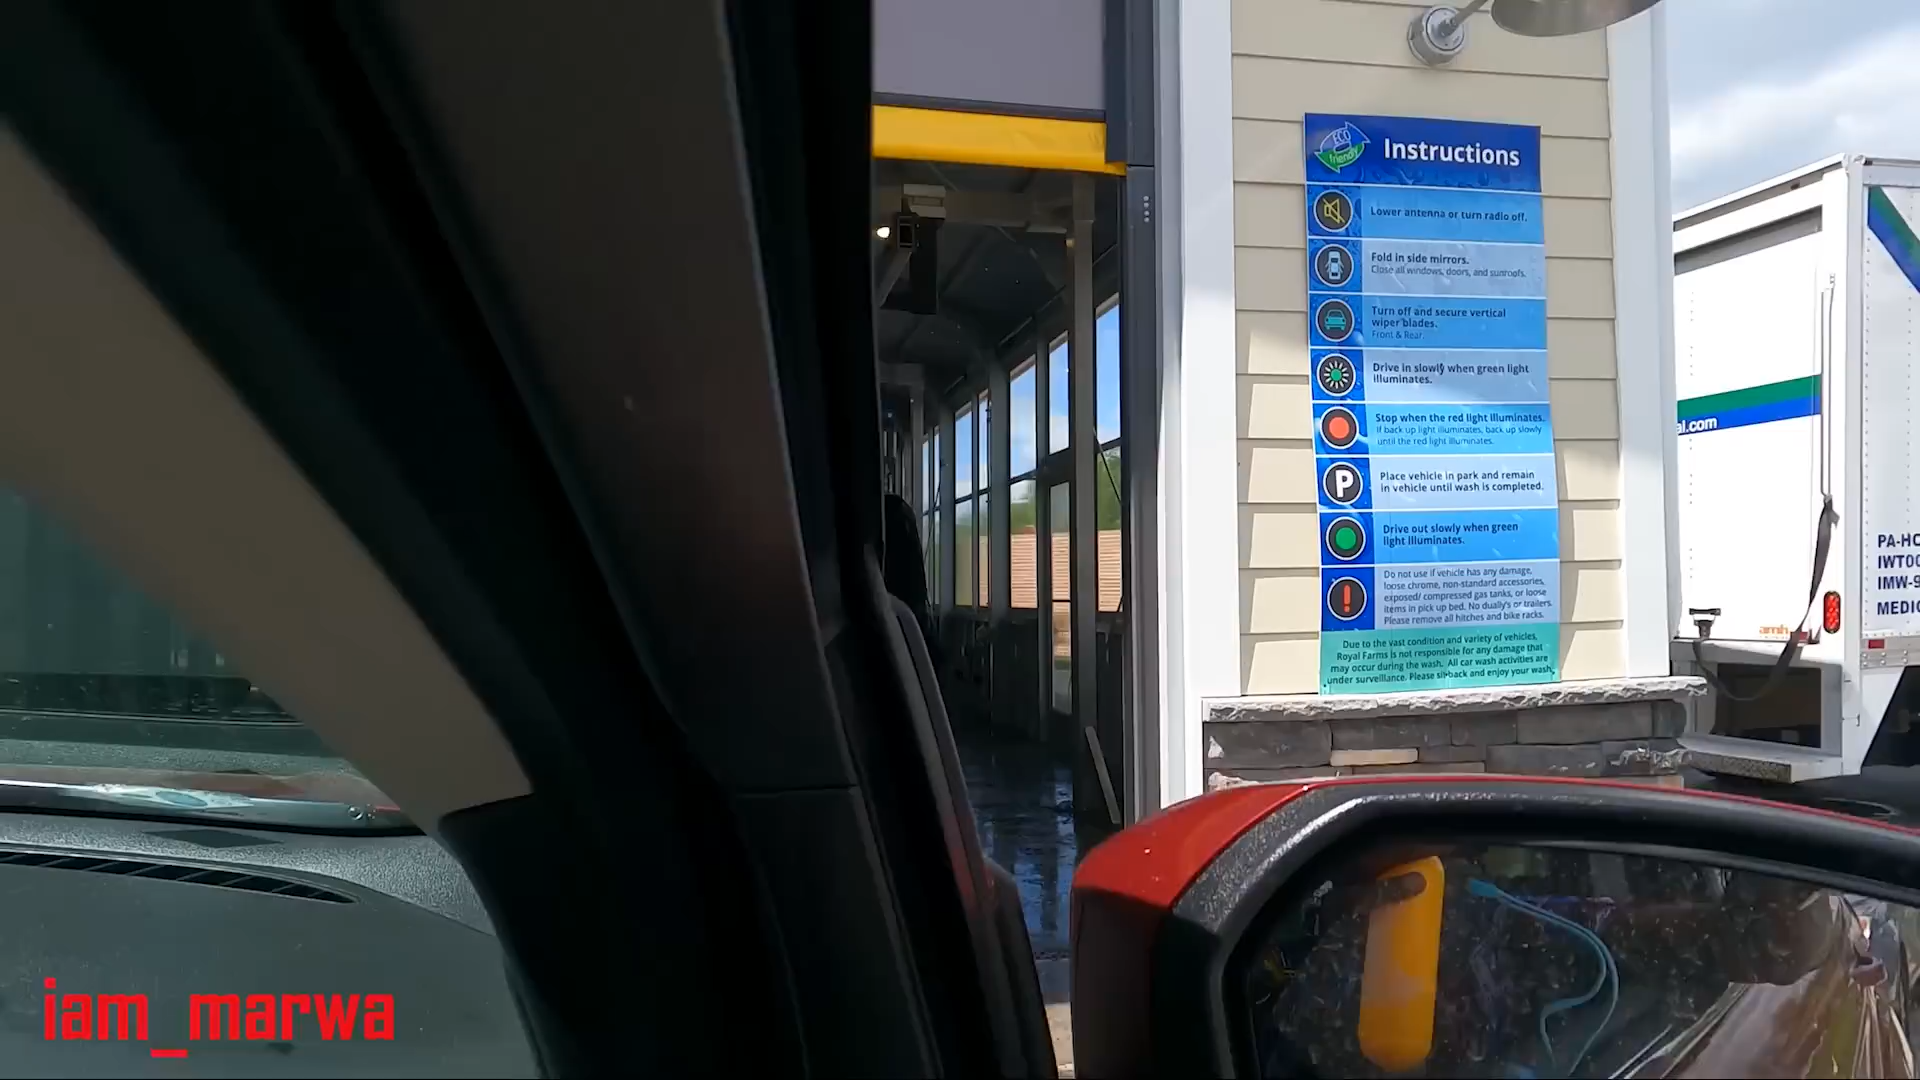 ECO
friendly
Instructions
Lower antenna or turn radio off.
Fold in side mirrors.
Close all windows, doors, and sunroofs.
Turn off and secure vertical
wiper blades.
Front & Rear.
Drive in slowly when green light
illuminates.
Stop when the red light illuminates.
If back up light illuminates, back up slowly
until the red light illuminates.
P
Place vehicle in park and remain
in vehicle until wash is completed.
Drive out slowly when green
light illuminates.
!
Do not use if vehicle has any damage,
loose chrome, non-standard accessories,
exposed/ compressed gas tanks, or loose
items in pick up bed. No dually's or trailers.
Please remove all hitches and bike racks.
Due to the vast condition and variety of vehicles,
Royal Farms is not responsible for any damage that
may occur during the wash. All car wash activities are
under surveillance. Please sit back and enjoy your wash.
al.com
amh
PA-HC
IWT00
IMW-9
MEDIC
iam_marwa